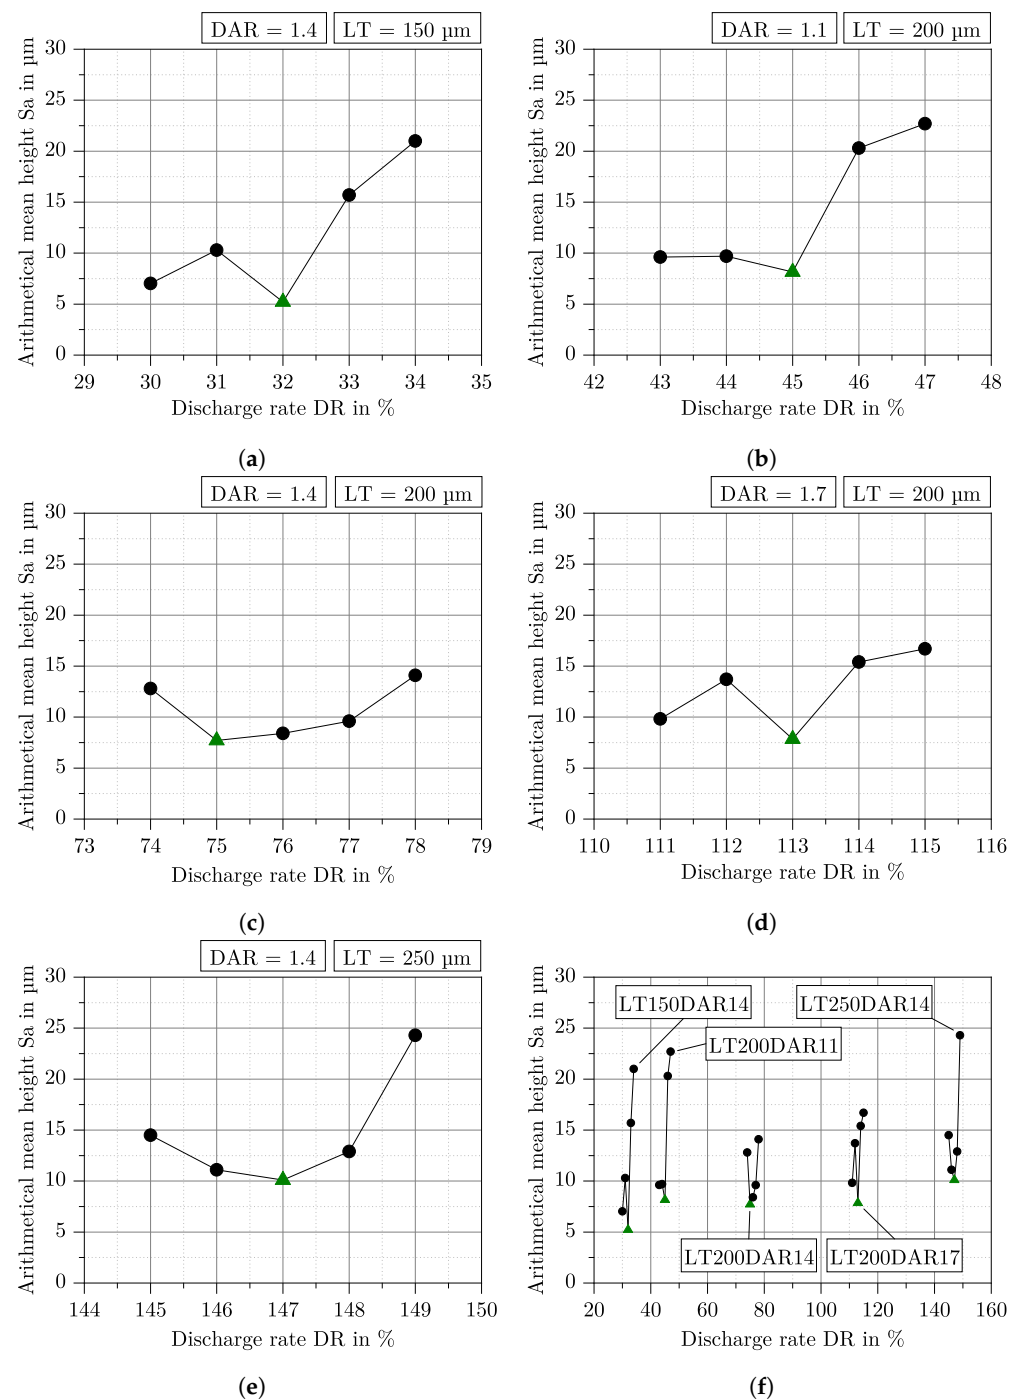 DAR = 1.4 LT = 150 µm
Arithmetical mean height Sa in µm
30
25
20
15
10
5
0
29 30 31 32 33 34 35
Discharge rate DR in %
(a)
DAR = 1.1 LT = 200 µm
Arithmetical mean height Sa in µm
30
25
20
15
10
5
0
42 43 44 45 46 47 48
Discharge rate DR in %
(b)
DAR = 1.4 LT = 200 µm
Arithmetical mean height Sa in µm
30
25
20
15
10
5
0
73 74 75 76 77 78 79
Discharge rate DR in %
(c)
DAR = 1.7 LT = 200 µm
Arithmetical mean height Sa in µm
30
25
20
15
10
5
0
110 111 112 113 114 115 116
Discharge rate DR in %
(d)
DAR = 1.4 LT = 250 µm
Arithmetical mean height Sa in µm
30
25
20
15
10
5
0
144 145 146 147 148 149 150
Discharge rate DR in %
(e)
Arithmetical mean height Sa in µm
30
25
20
15
10
5
0
LT150DAR14 LT250DAR14
LT200DAR11
LT200DAR14 LT200DAR17
20 40 60 80 100 120 140 160
Discharge rate DR in %
(f)